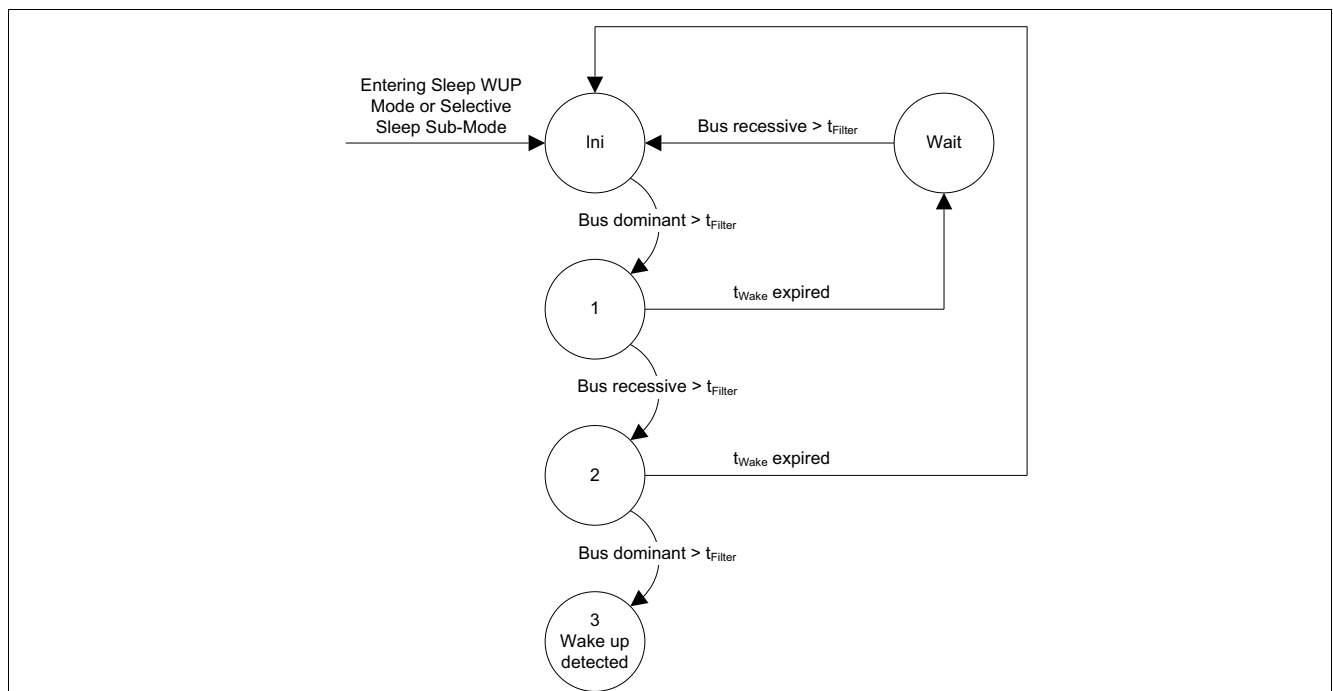 Entering Sleep WUP
Mode or Selective
Sleep Sub-Mode
Ini
Bus recessive > tFilter
Wait
Bus dominant > tFilter
1
tWake expired
Bus recessive > tFilter
2
tWake expired
Bus dominant > tFilter
3
Wake up
detected